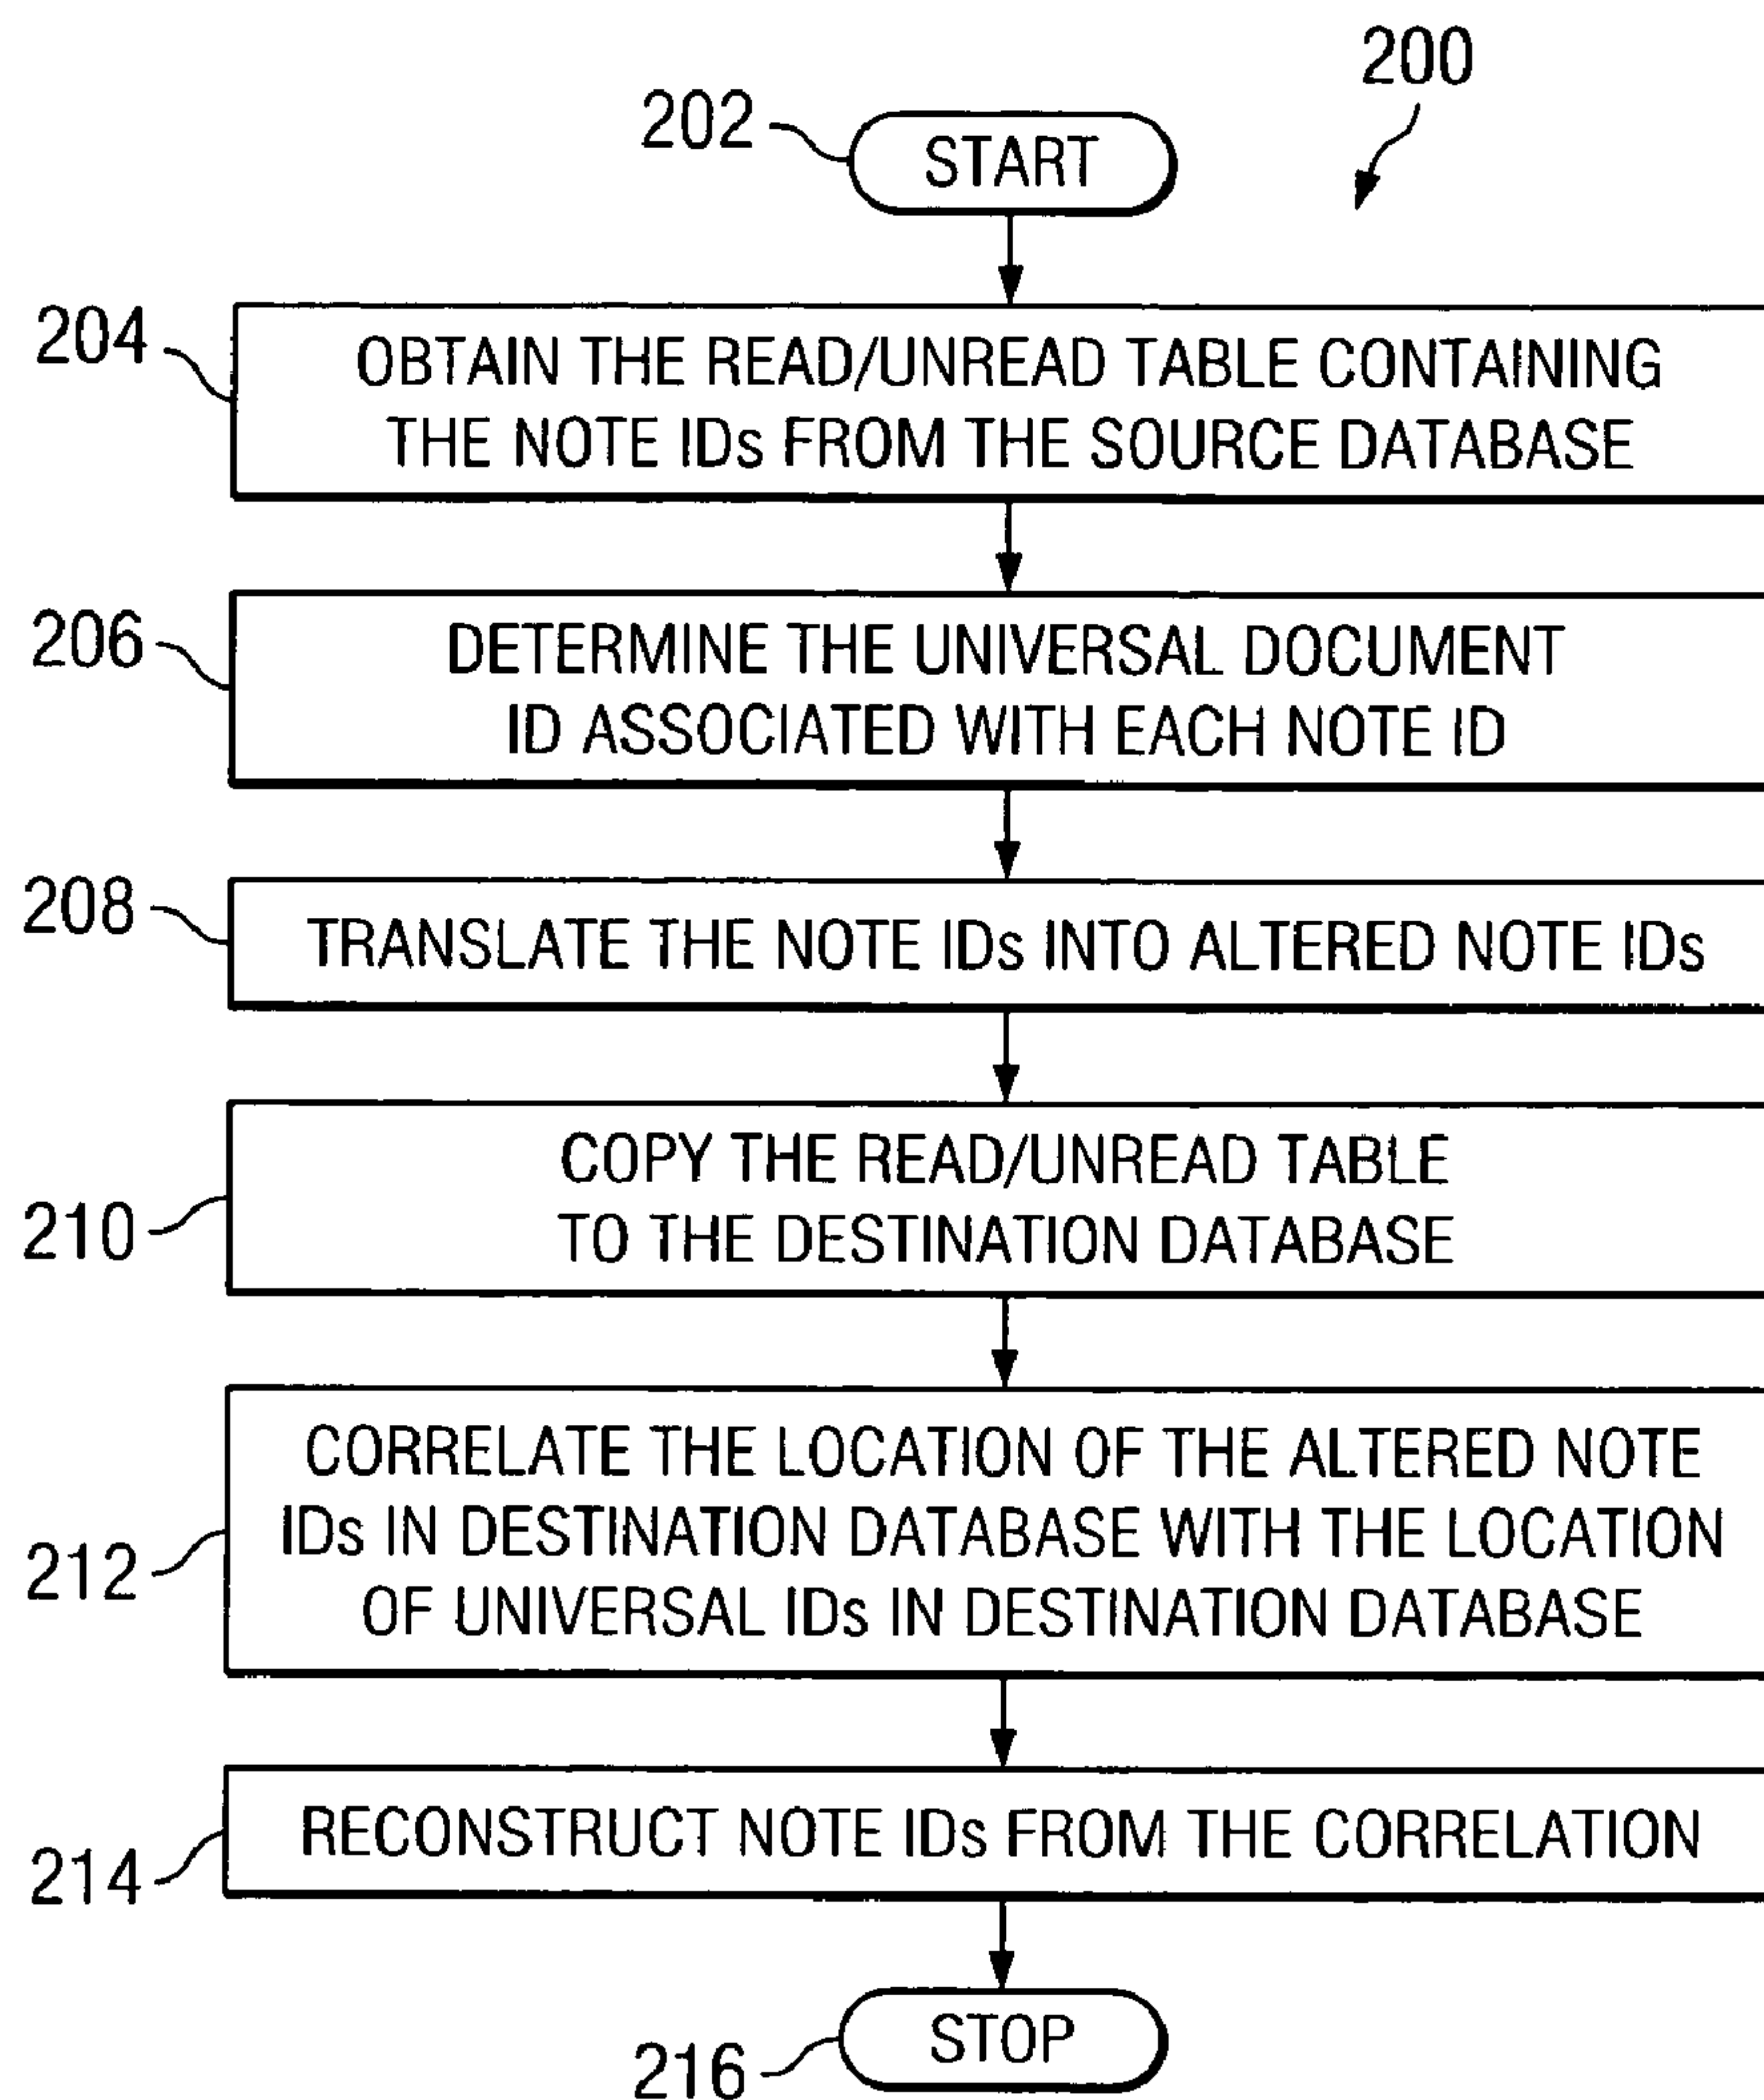 200
202
START
204
OBTAIN THE READ/UNREAD TABLE CONTAINING
THE NOTE IDs FROM THE SOURCE DATABASE
206
DETERMINE THE UNIVERSAL DOCUMENT
ID ASSOCIATED WITH EACH NOTE ID
208
TRANSLATE THE NOTE IDs INTO ALTERED NOTE IDs
210
COPY THE READ/UNREAD TABLE
TO THE DESTINATION DATABASE
212
CORRELATE THE LOCATION OF THE ALTERED NOTE
IDs IN DESTINATION DATABASE WITH THE LOCATION
OF UNIVERSAL IDs IN DESTINATION DATABASE
214
RECONSTRUCT NOTE IDs FROM THE CORRELATION
216
STOP